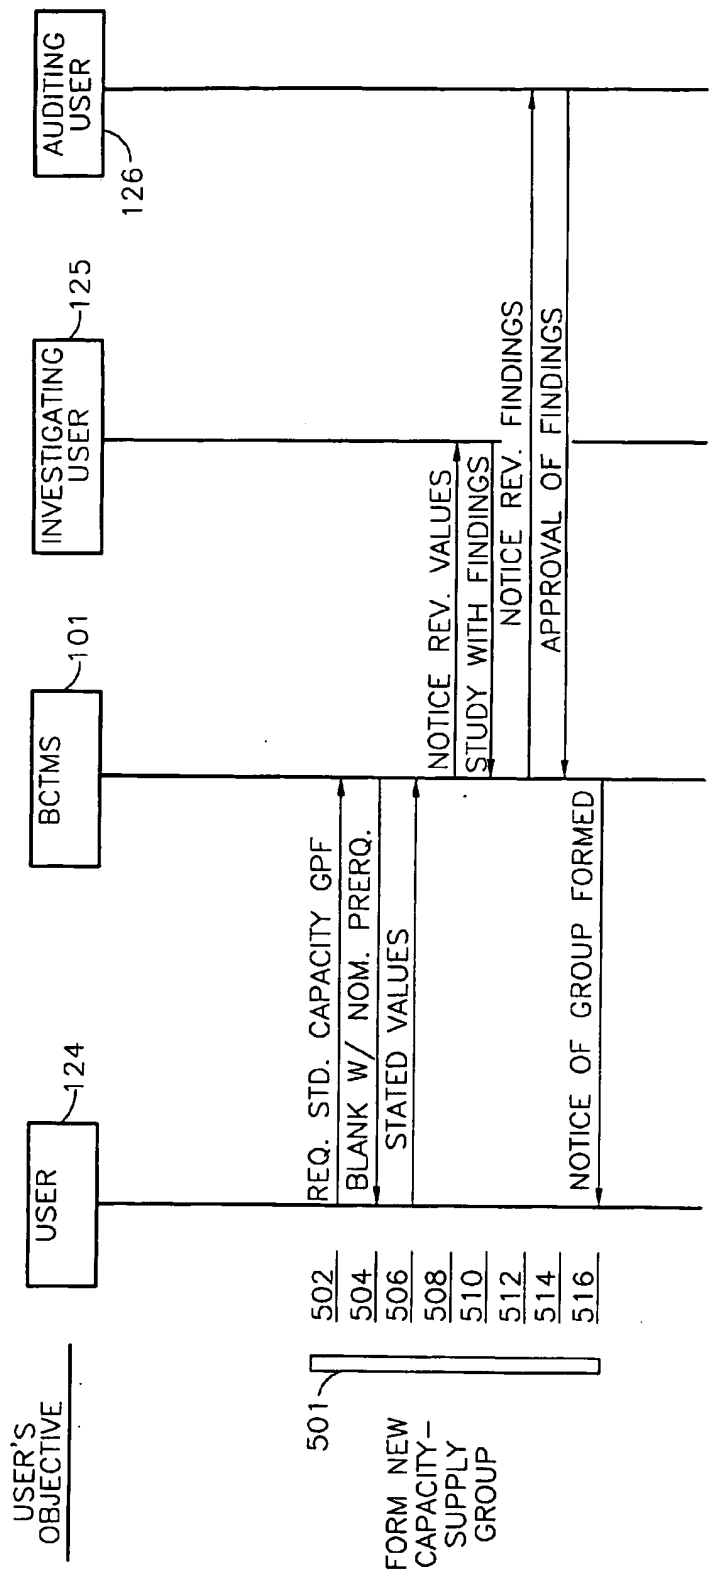 USER'S
OBJECTIVE
USER
124
BCTMS
101
INVESTIGATING
USER
125
AUDITING
USER
126
FORM NEW
CAPACITY-
SUPPLY
GROUP
501
502
REQ. STD. CAPACITY GPF
504
BLANK W/ NOM. PRERQ.
506
STATED VALUES
508
NOTICE REV. VALUES
510
STUDY WITH FINDINGS
512
NOTICE REV. FINDINGS
514
APPROVAL OF FINDINGS
516
NOTICE OF GROUP FORMED